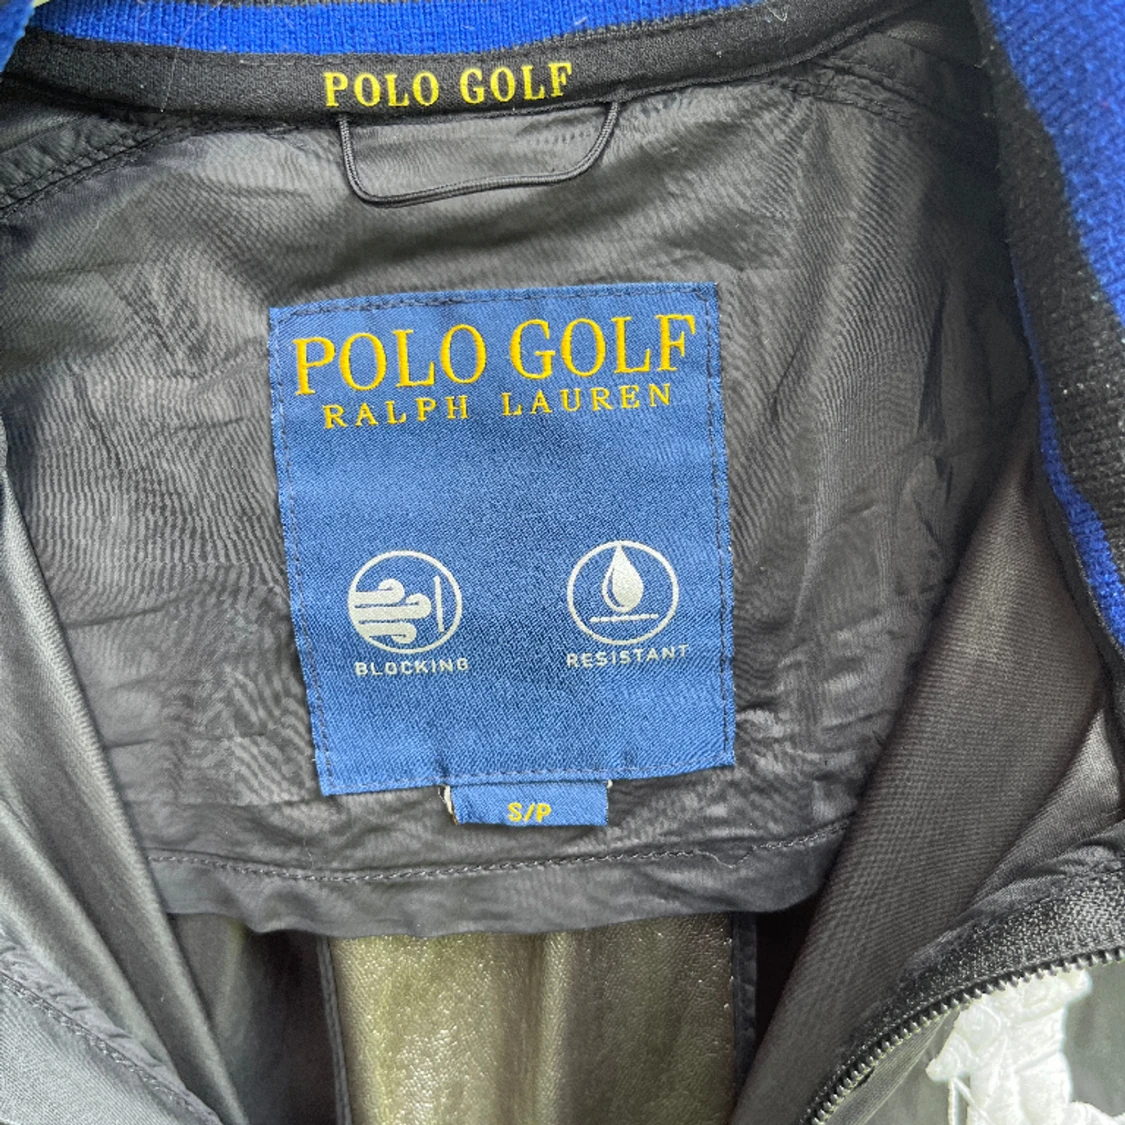 POLO GOLF
POLO GOLF
RALPH LAUREN
BLOCKING
RESISTANT
S/P